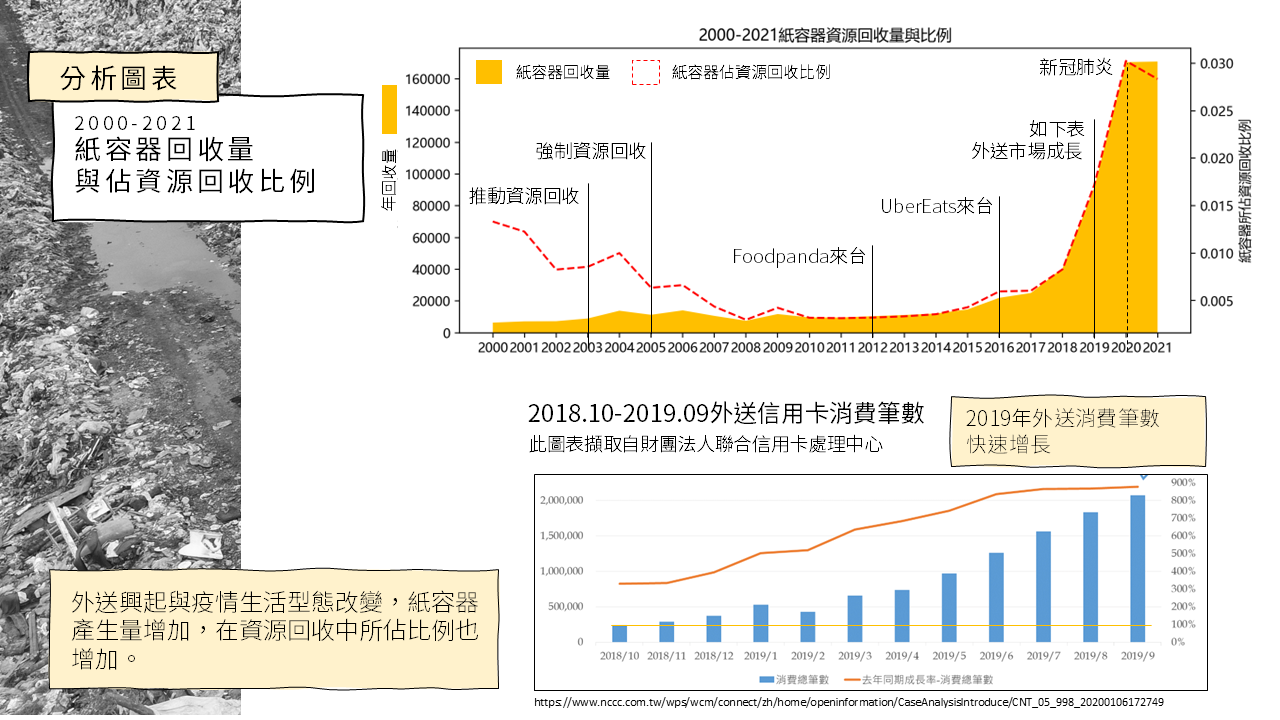 分析圖表
2000-2021
紙容器回收量
與佔資源回收比例
2000-2021紙容器資源回收量與比例
紙容器回收量
紙容器佔資源回收比例
年回收量
160000
140000
120000
100000
80000
60000
40000
20000
0
推動資源回收
強制資源回收
Foodpanda來台
UberEats來台
如下表
外送市場成長
新冠肺炎
0.030
0.025
0.020
0.015
0.010
0.005
紙容器所佔資源回收比例
2000 2001 2002 2003 2004 2005 2006 2007 2008 2009 2010 2011 2012 2013 2014 2015 2016 2017 2018 2019 2020 2021
2018.10-2019.09外送信用卡消費筆數
此圖表擷取自財團法人聯合信用卡處理中心
2019年外送消費筆數
快速增長
2,000,000
1,500,000
1,000,000
500,000
0
900%
800%
700%
600%
500%
400%
300%
200%
100%
0%
2018/10 2018/11 2018/12 2019/1 2019/2 2019/3 2019/4 2019/5 2019/6 2019/7 2019/8 2019/9
消費總筆數 去年同期成長率-消費總筆數
https://www.nccc.com.tw/wps/wcm/connect/zh/home/openinformation/CaseAnalysisIntroduce/CNT_05_998_20200106172749
外送興起與疫情生活型態改變，紙容器
產生量增加，在資源回收中所佔比例也
增加。